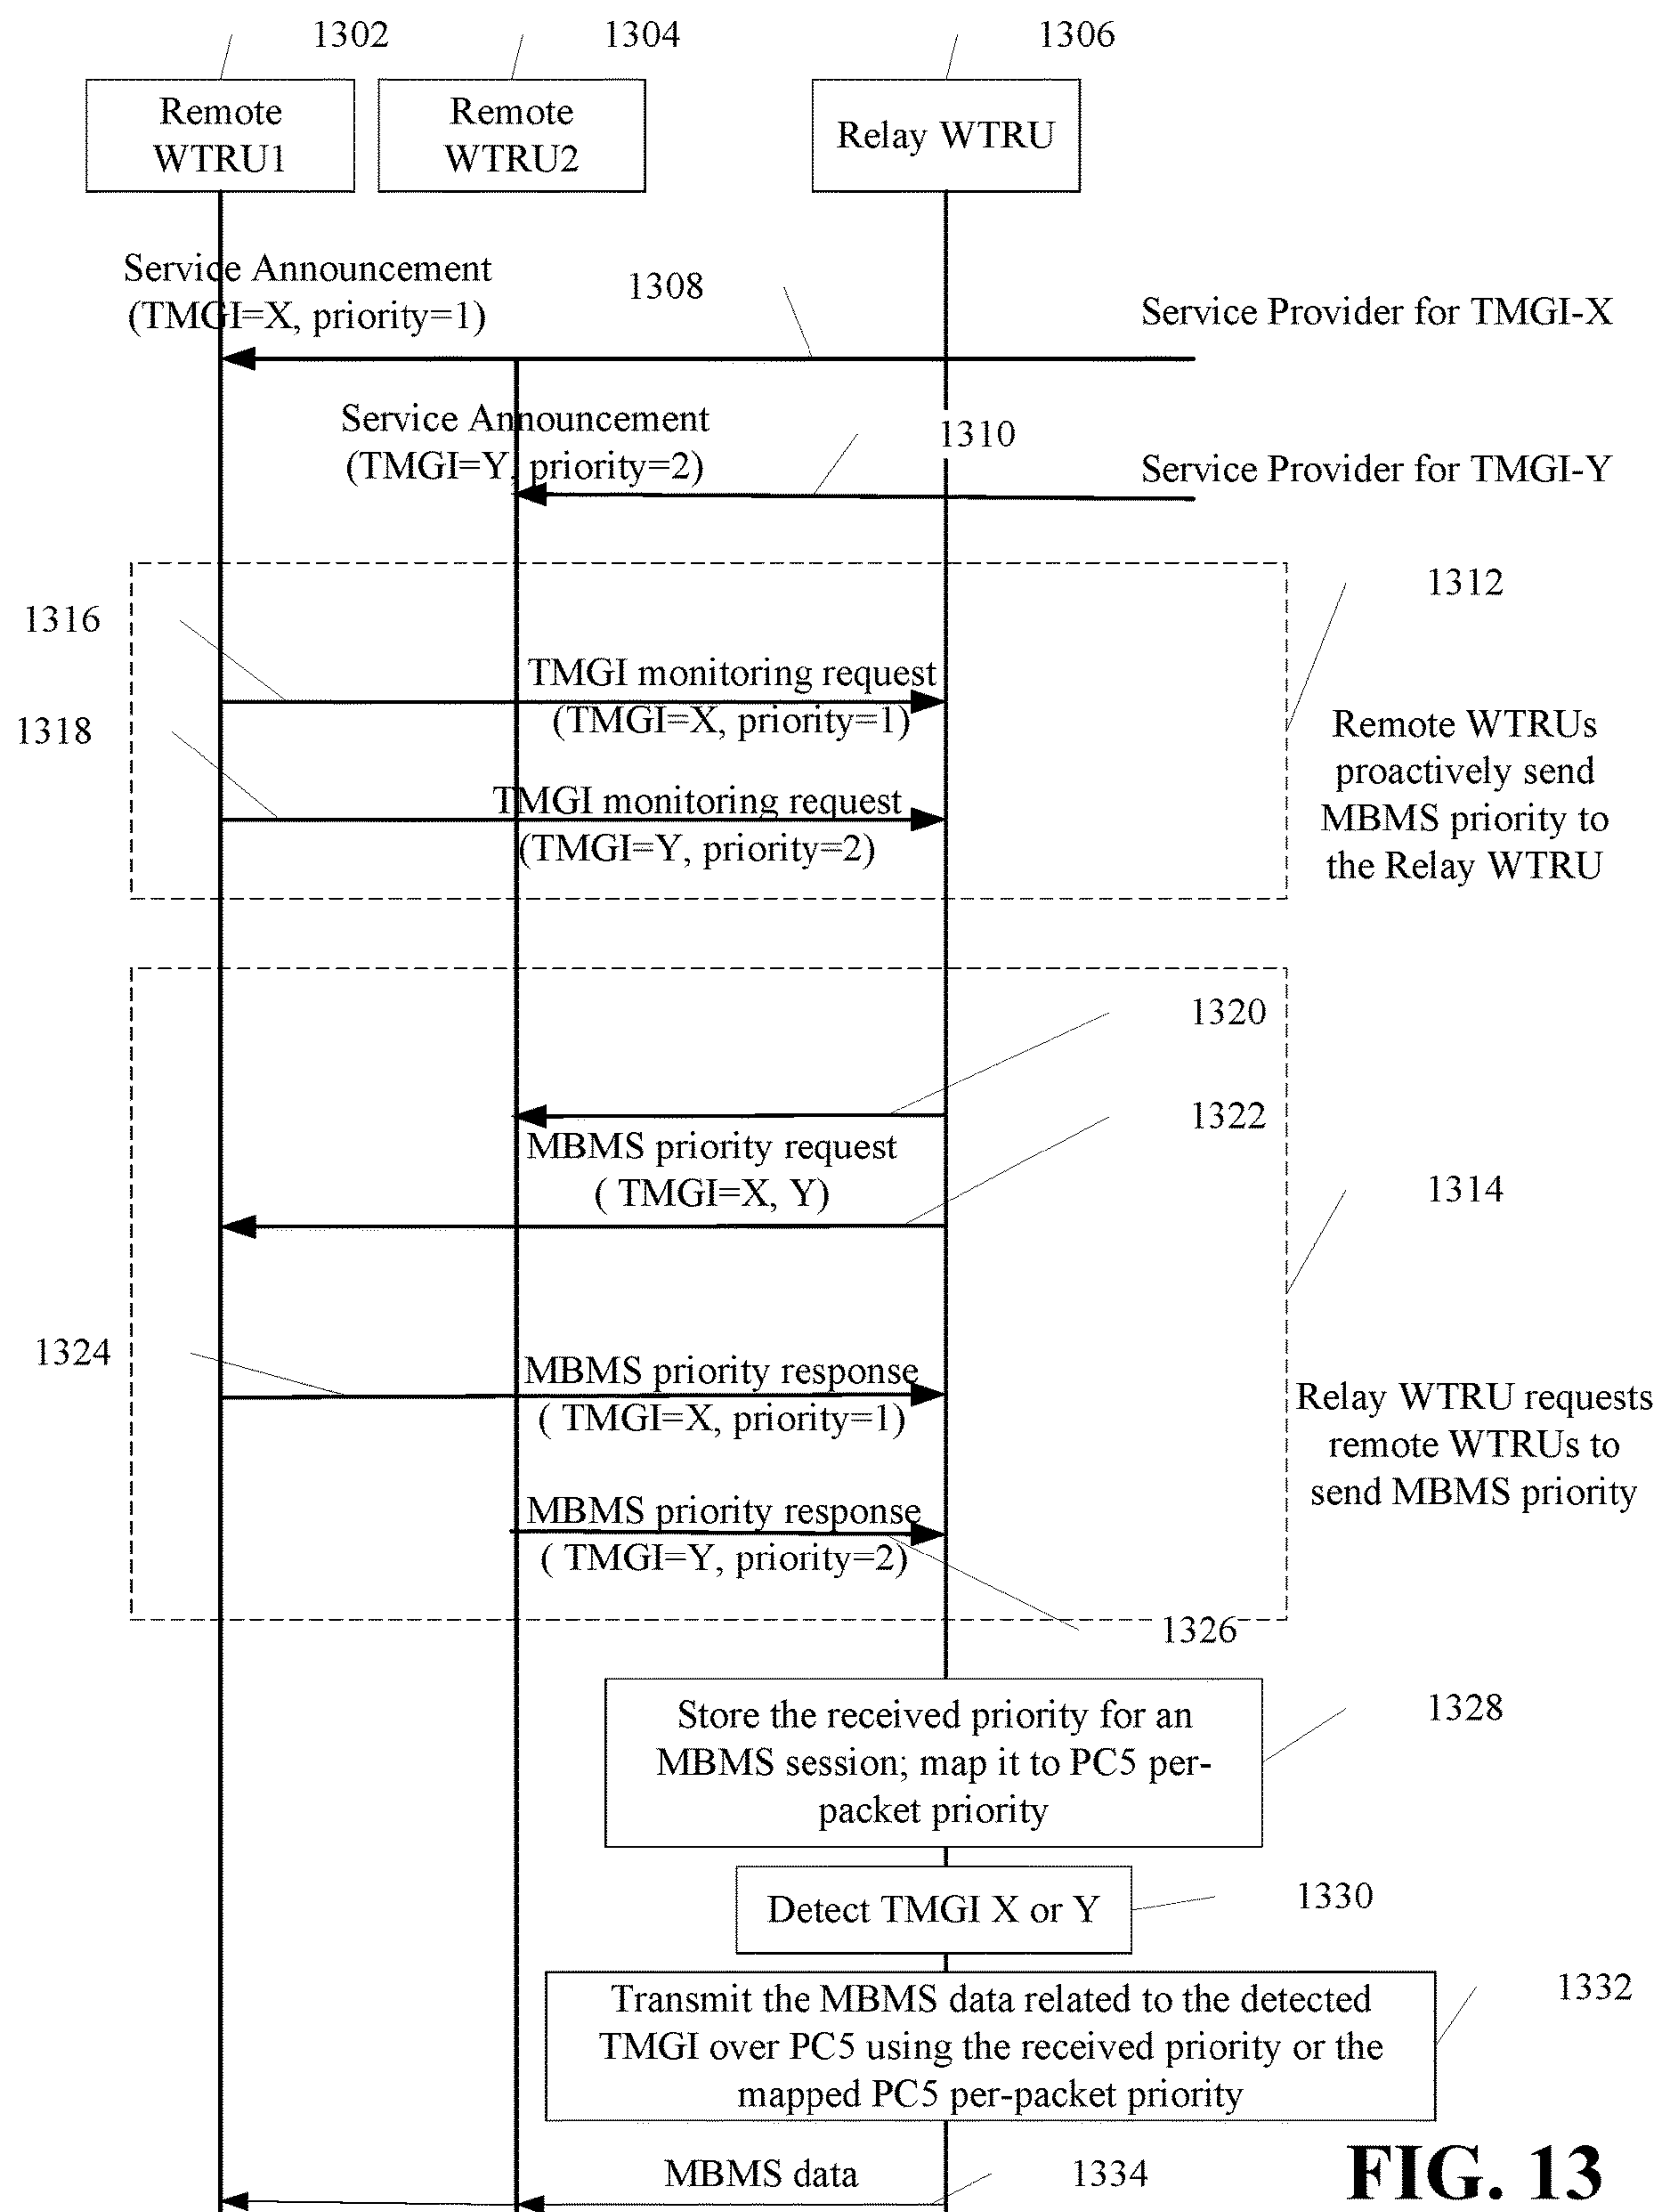 1302
1304
1306
Remote
WTRU1
Remote
WTRU2
Relay WTRU
Service Announcement
(TMGI=X, priority=1)
1308
Service Provider for TMGI-X
Service Announcement
(TMGI=Y, priority=2)
1310
Service Provider for TMGI-Y
1312
1316
TMGI monitoring request
(TMGI=X, priority=1)
1318
TMGI monitoring request
(TMGI=Y, priority=2)
Remote WTRUs
proactively send
MBMS priority to
the Relay WTRU
1320
1322
MBMS priority request
( TMGI=X, Y)
1314
1324
MBMS priority response
( TMGI=X, priority=1)
Relay WTRU requests
remote WTRUs to
send MBMS priority
MBMS priority response
( TMGI=Y, priority=2)
1326
Store the received priority for an
MBMS session; map it to PC5 per-
packet priority
1328
Detect TMGI X or Y
1330
Transmit the MBMS data related to the detected
TMGI over PC5 using the received priority or the
mapped PC5 per-packet priority
1332
MBMS data
1334
FIG. 13